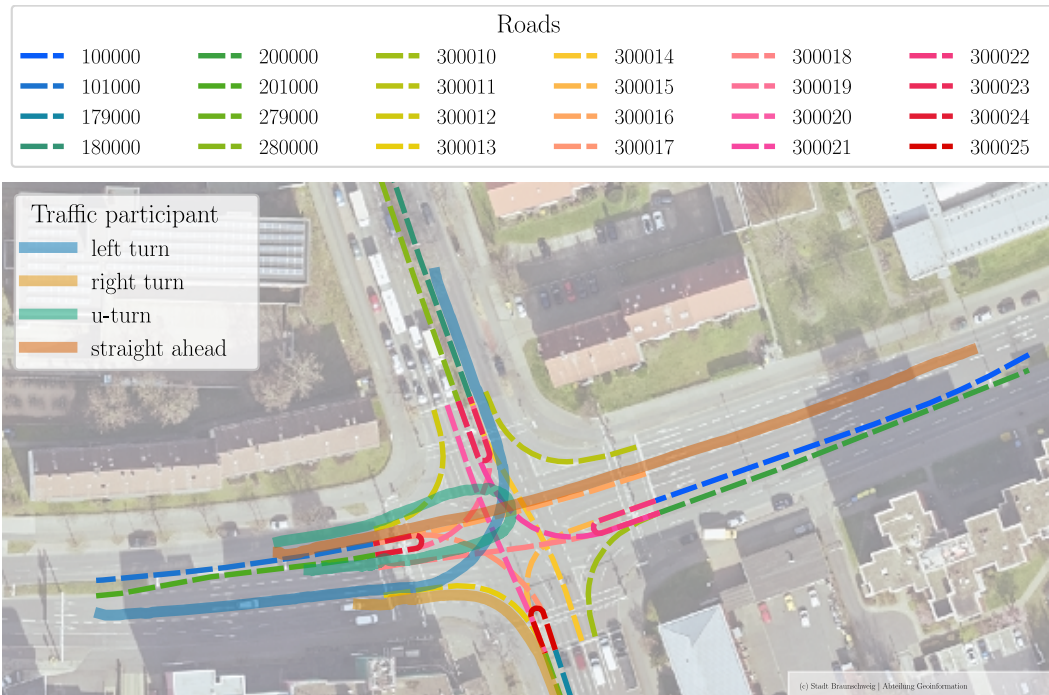 Roads
100000 200000 300010 300014 300018 300022
101000 201000 300011 300015 300019 300023
179000 279000 300012 300016 300020 300024
180000 280000 300013 300017 300021 300025
Traffic participant
left turn
right turn
u-turn
straight ahead
(c) Stadt Braunschweig | Abteilung Geoinformation